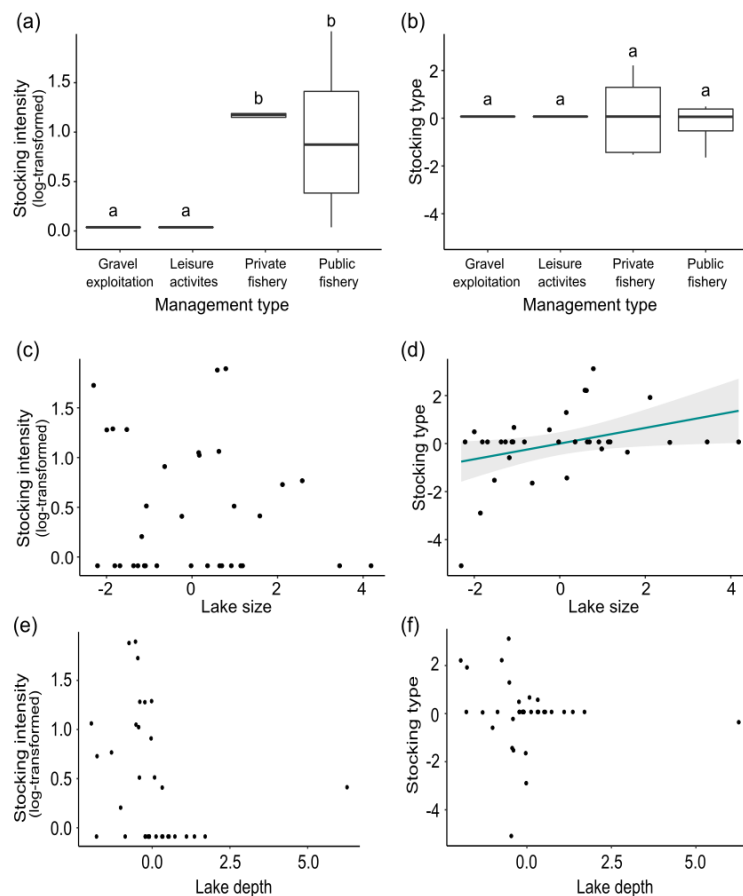 (a)
Stocking intensity
(log-transformed)
1.5
1.0
0.5
0.0
a
a
b
b
Gravel
exploitation
Leisure
activites
Private
fishery
Public
fishery
Management type
(b)
Stocking type
2
0
-2
-4
a
a
a
a
Gravel
exploitation
Leisure
activites
Private
fishery
Public
fishery
Management type
(c)
Stocking intensity
(log-transformed)
1.5
1.0
0.5
0.0
-2
0
2
4
Lake size
(d)
Stocking type
2
0
-2
-4
-2
0
2
4
Lake size
(e)
Stocking intensity
(log-transformed)
1.5
1.0
0.5
0.0
0.0
2.5
5.0
Lake depth
(f)
Stocking type
2
0
-2
-4
0.0
2.5
5.0
Lake depth